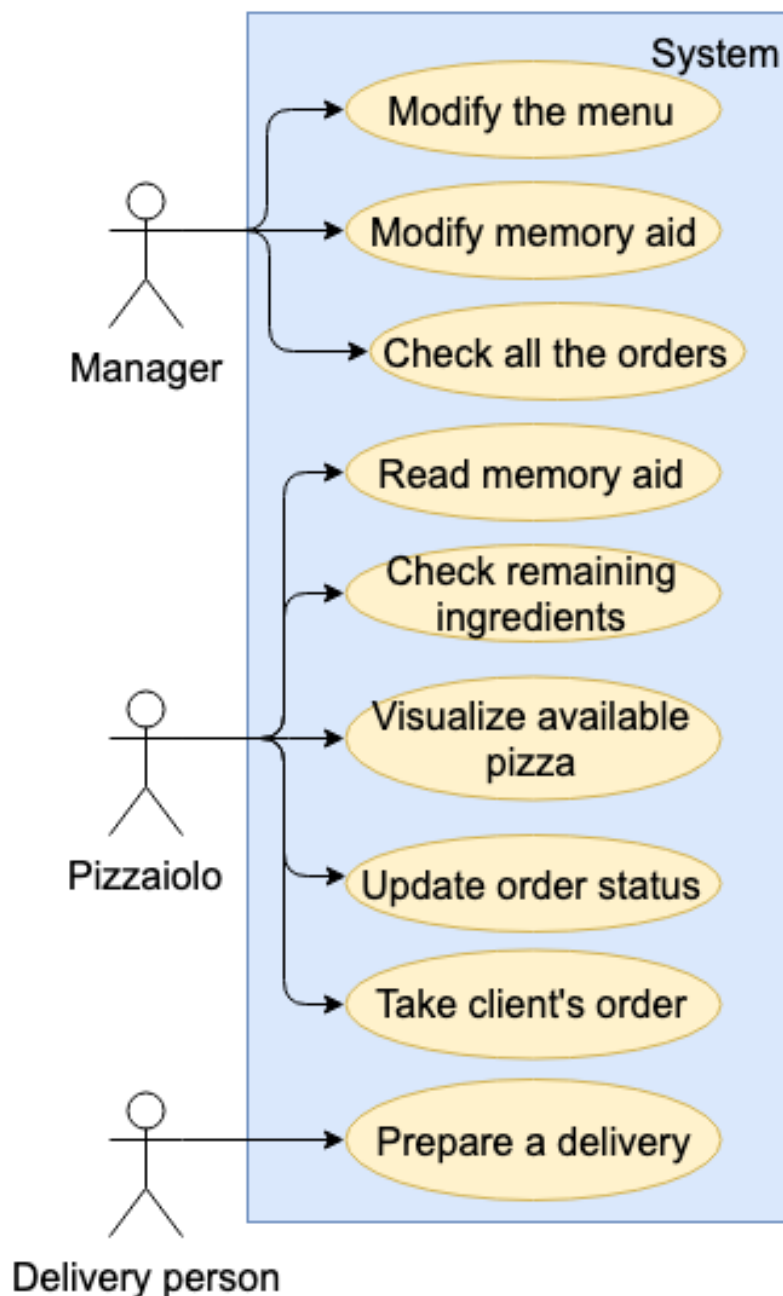 System
Modify the menu
Modify memory aid
Manager
Check all the orders
Read memory aid
Check remaining
ingredients
Visualize available
pizza
Pizzaiolo
Update order status
Take client's order
Prepare a delivery
Delivery person